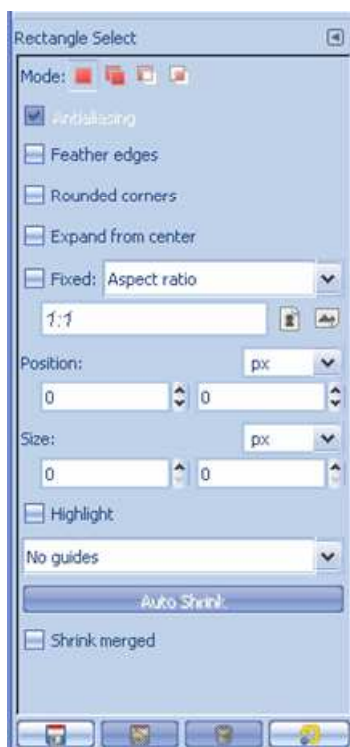 Rectangle Select
Mode:
Antialiasing
Feather edges
Rounded corners
Expand from center
Fixed: Aspect ratio
1:1
Position: px
0 0
Size: px
0 0
Highlight
No guides
Auto Shrink
Shrink merged